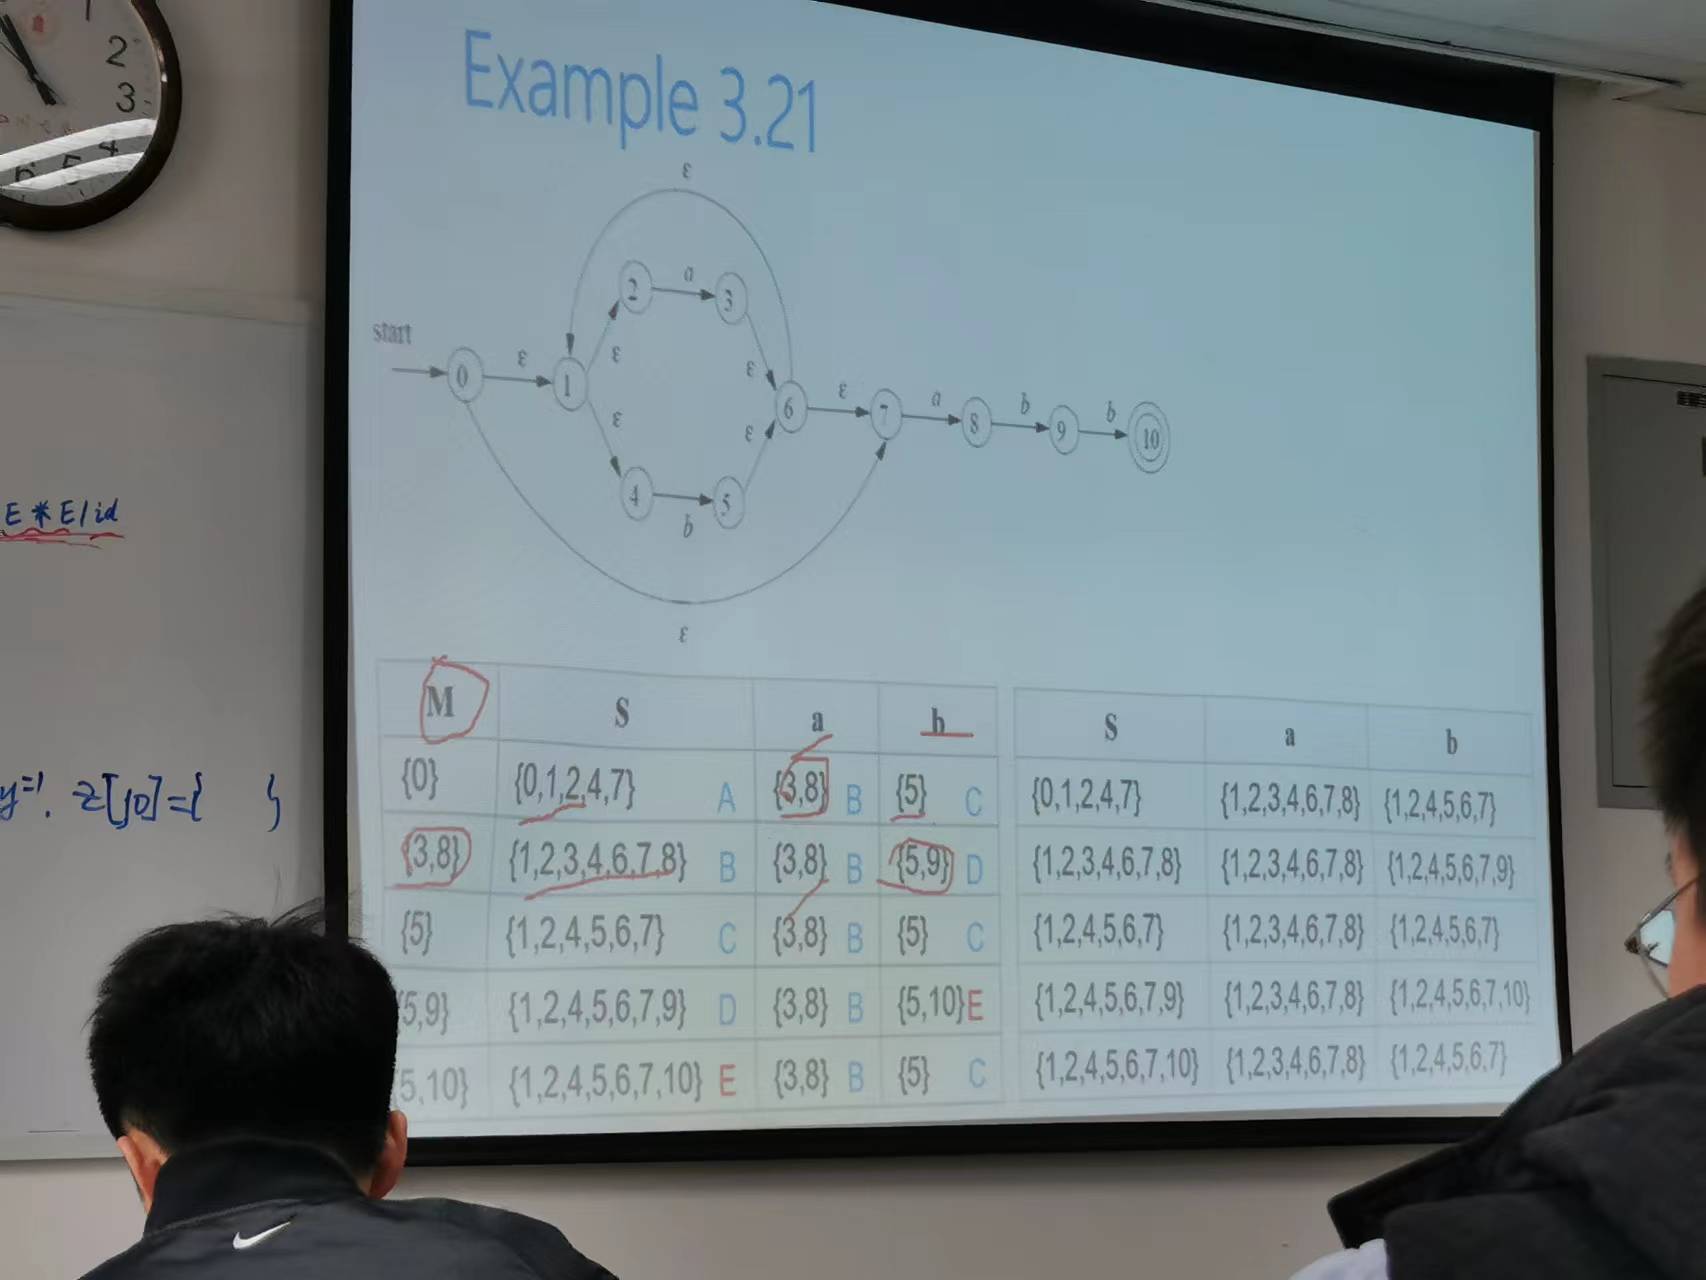 Example 3.21
2
3
4
5
6
ε
2 a 3
start
ε ε ε
0 1 6 ε 7 a 8 b 9 b 10
ε ε
4 b 5
ε
E * E / id
M S a b S a b
{0} {0,1,2,4,7} A {3,8} B {5} C {0,1,2,4,7} {1,2,3,4,6,7,8} {1,2,4,5,6,7}
{3,8} {1,2,3,4,6,7,8} B {3,8} B {5,9} D {1,2,3,4,6,7,8} {1,2,3,4,6,7,8} {1,2,4,5,6,7,9}
{5} {1,2,4,5,6,7} C {3,8} B {5} C {1,2,4,5,6,7} {1,2,3,4,6,7,8} {1,2,4,5,6,7}
{5,9} {1,2,4,5,6,7,9} D {3,8} B {5,10} E {1,2,4,5,6,7,9} {1,2,3,4,6,7,8} {1,2,4,5,6,7,10}
5,10} {1,2,4,5,6,7,10} E {3,8} B {5} C {1,2,4,5,6,7,10} {1,2,3,4,6,7,8} {1,2,4,5,6,7}